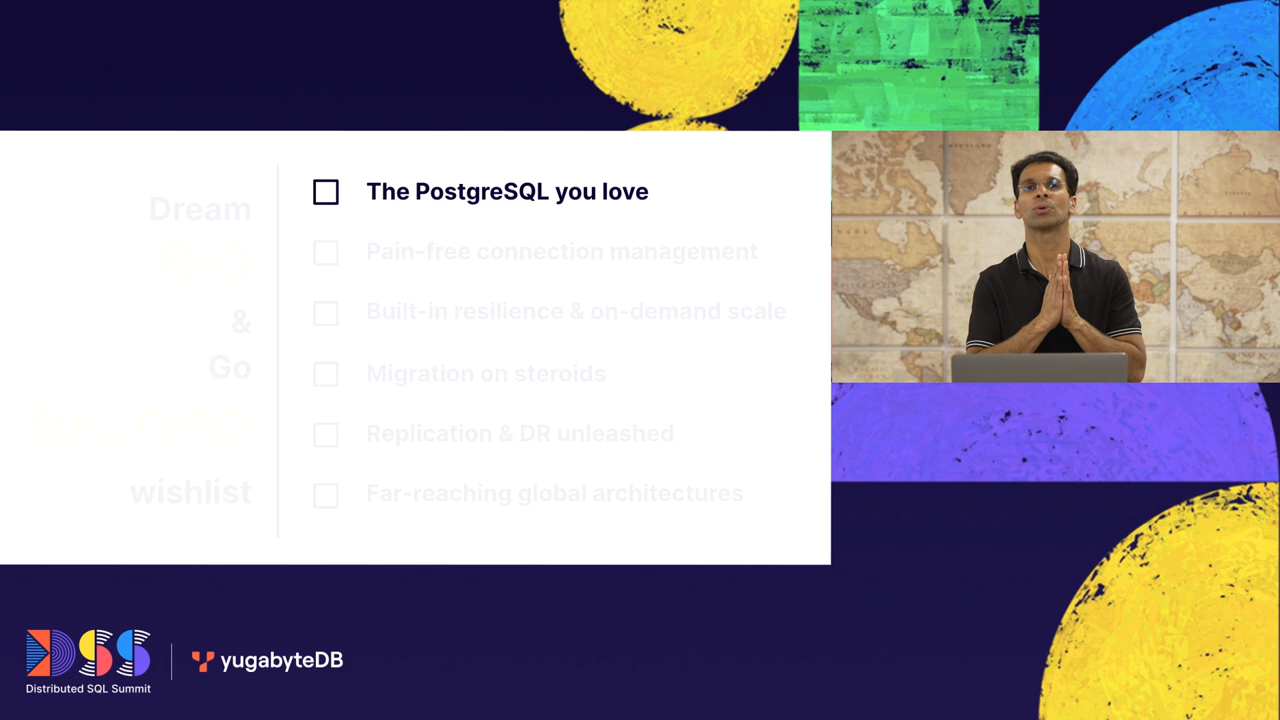 Dream
&
Go
wishlist
The PostgreSQL you love
Pain-free connection management
Built-in resilience & on-demand scale
Migration on steroids
Replication & DR unleashed
Far-reaching global architectures
DSS
Distributed SQL Summit
yugabyteDB